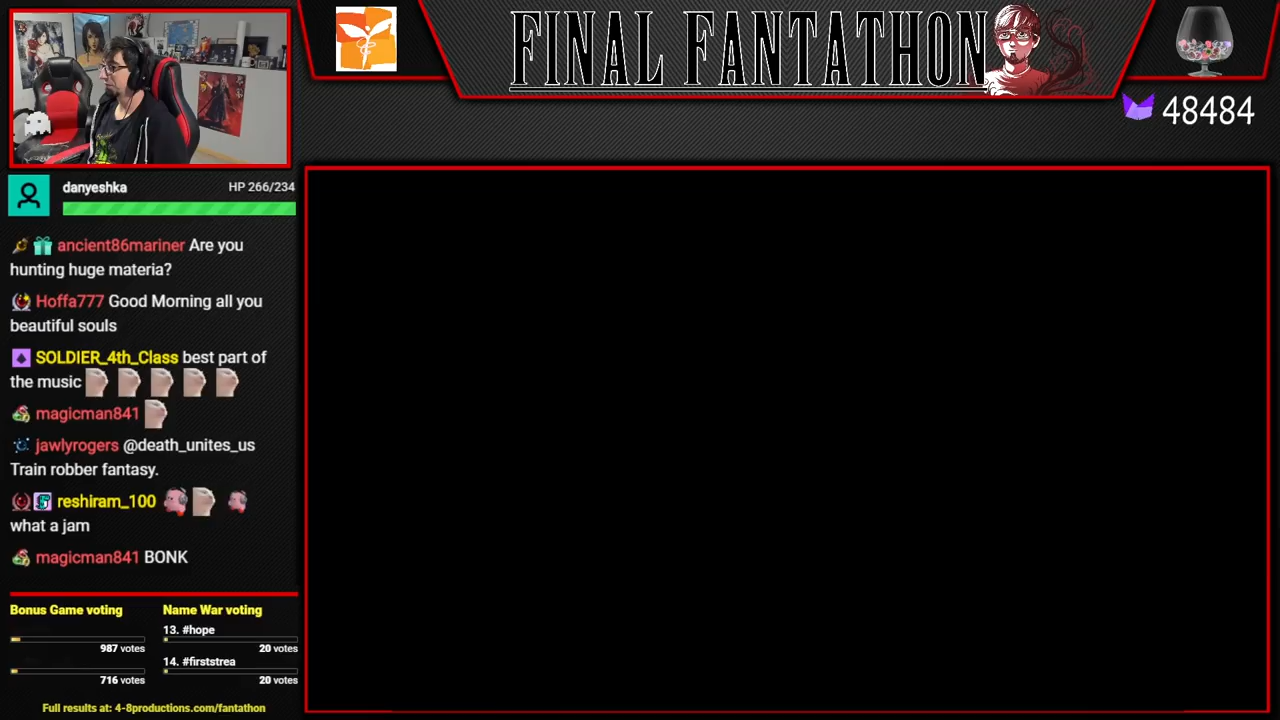 FINAL FANTATHON
48484
danyeshka HP 266/234
ancient86mariner Are you
hunting huge materia?
Hoffa777 Good Morning all you
beautiful souls
SOLDIER_4th_Class best part of
the music
magicman841
jawlyrogers @death_unites_us
Train robber fantasy.
reshiram_100
what a jam
magicman841 BONK
Bonus Game voting
987 votes
716 votes
Name War voting
13. #hope
20 votes
14. #firststrea
20 votes
Full results at: 4-8productions.com/fantathon